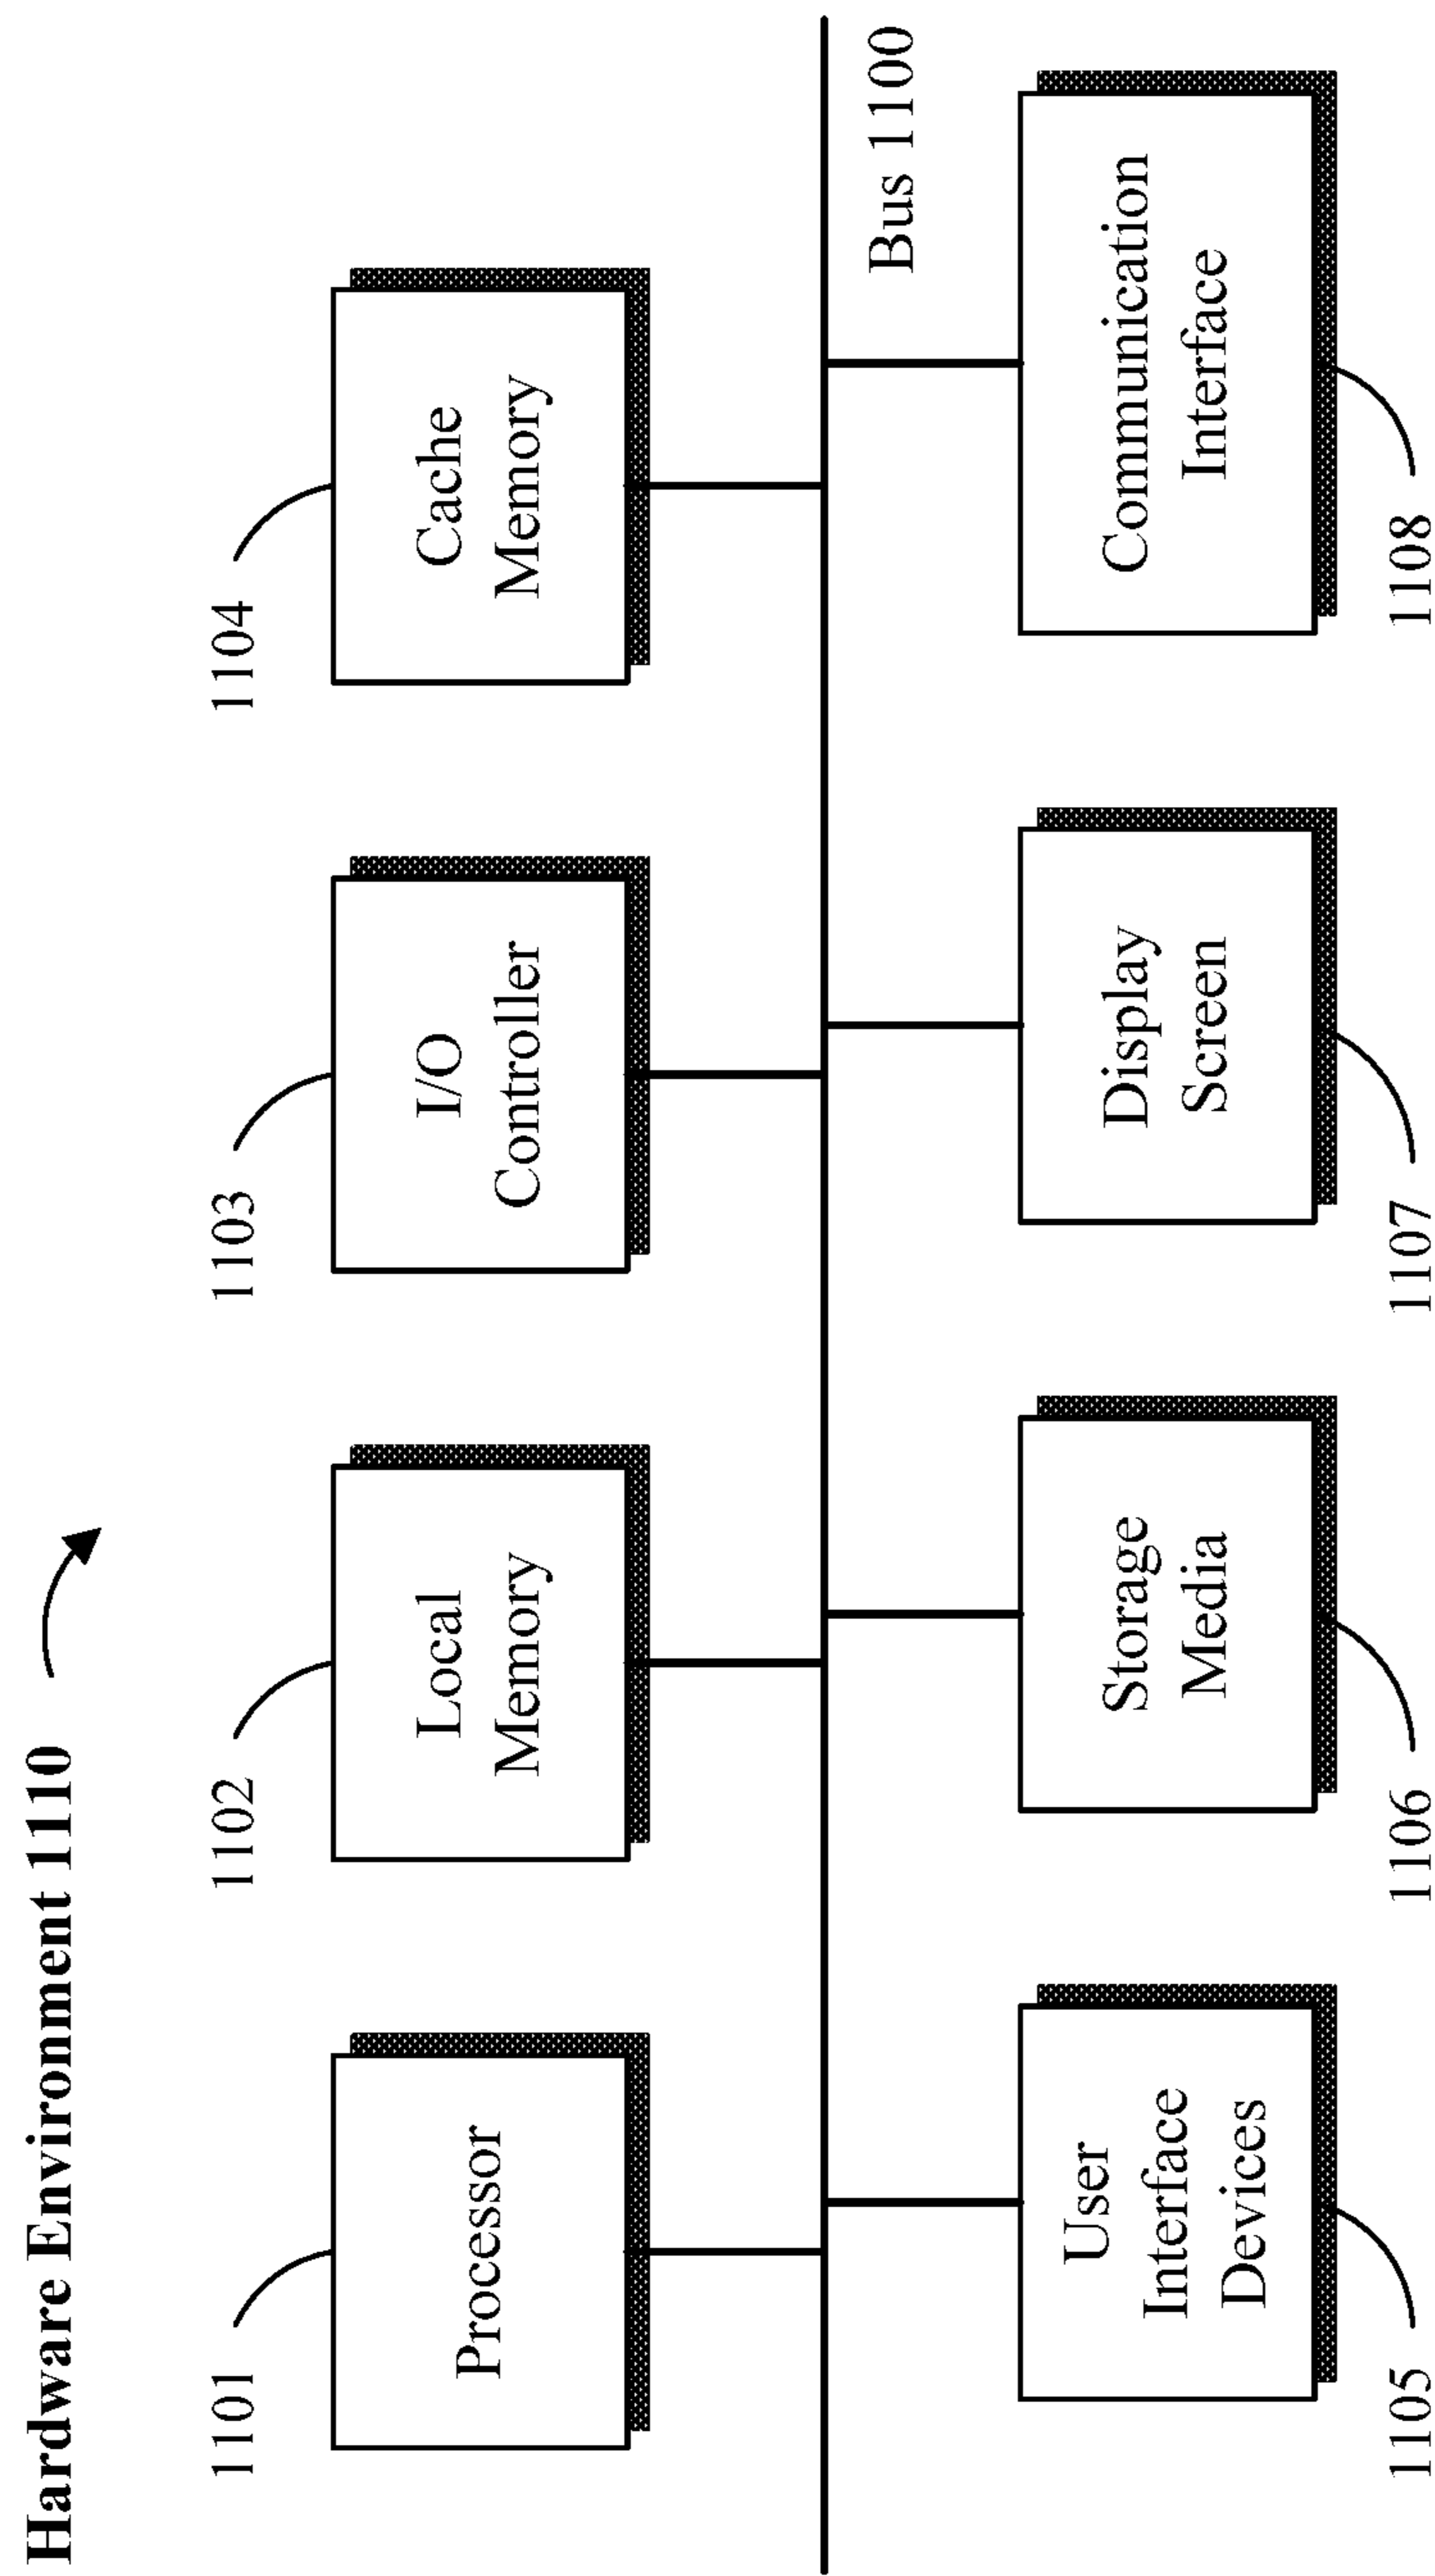 Hardware Environment 1110
1101
1102
1103
1104
Processor
Local
Memory
I/O
Controller
Cache
Memory
Bus 1100
User
Interface
Devices
Storage
Media
Display
Screen
Communication
Interface
1105
1106
1107
1108